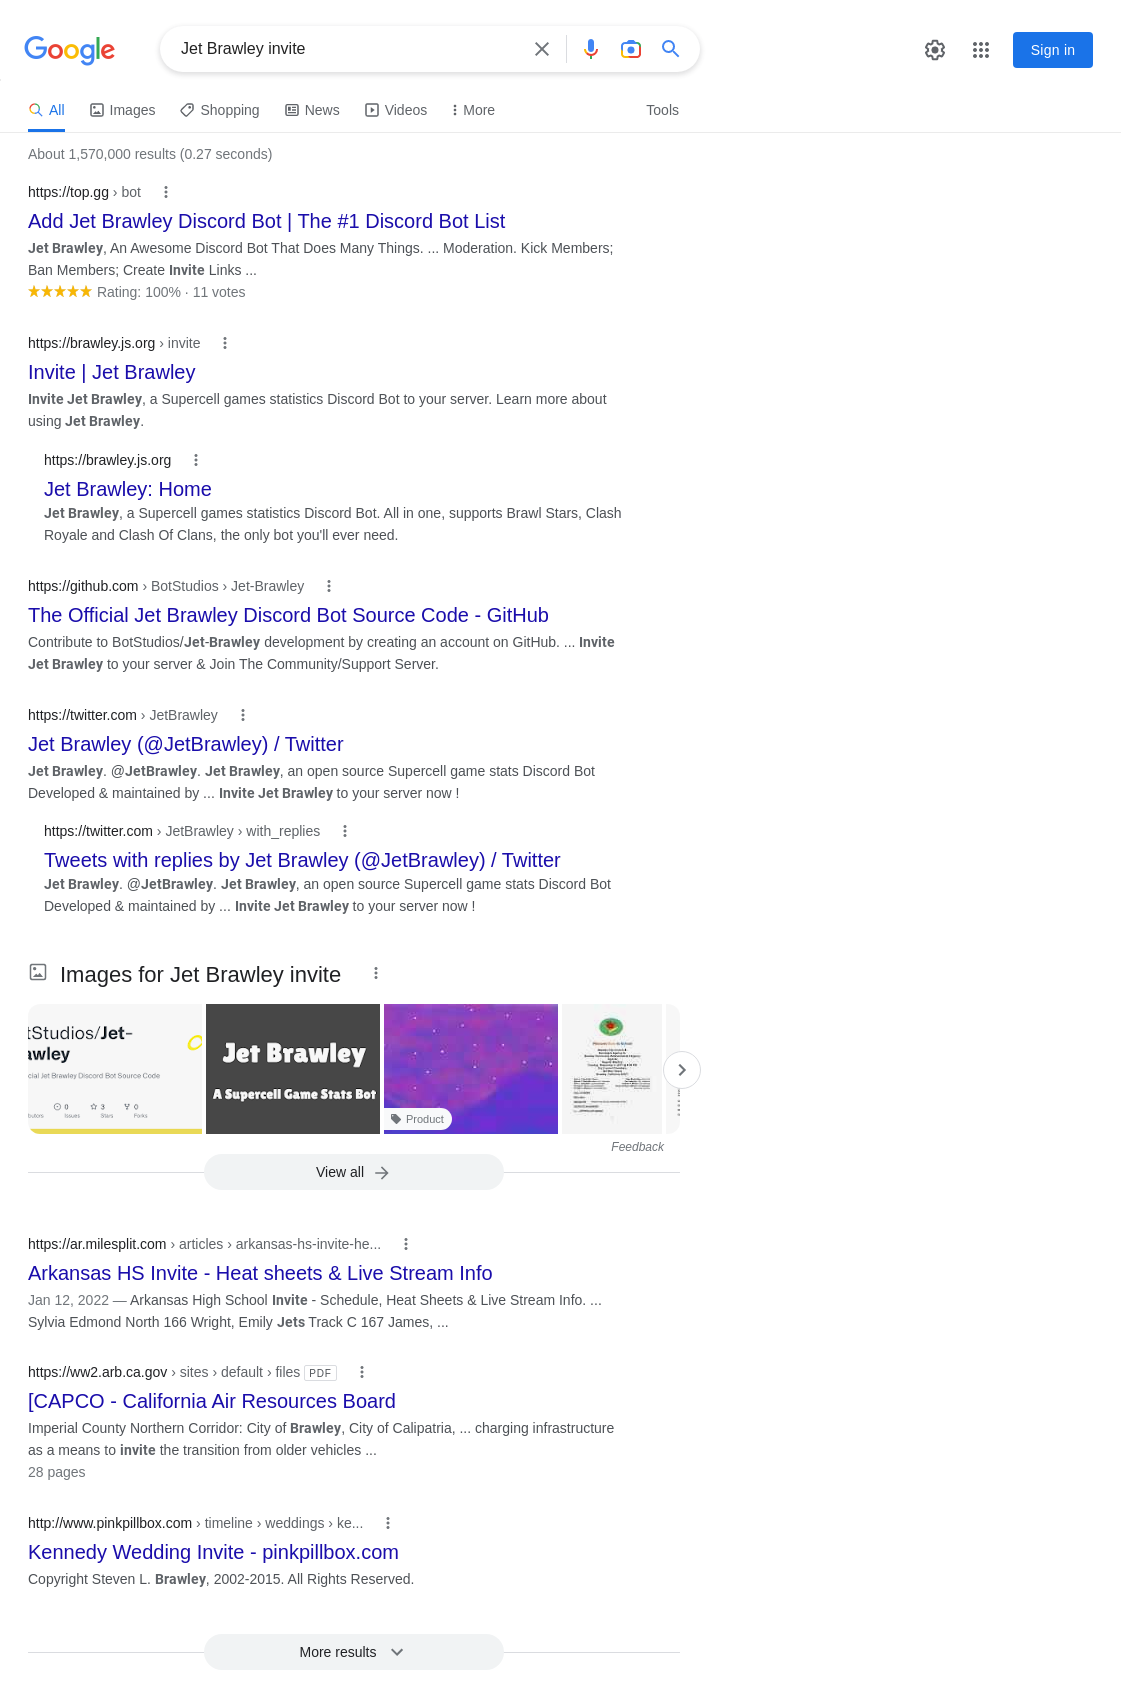 Google
Jet Brawley invite
Sign in
All
Images
Shopping
News
Videos
More
Tools
About 1,570,000 results (0.27 seconds)
https://top.gg › bot
Add Jet Brawley Discord Bot | The #1 Discord Bot List
Jet Brawley, An Awesome Discord Bot That Does Many Things. ... Moderation. Kick Members;
Ban Members; Create Invite Links ...
Rating: 100% · 11 votes
https://brawley.js.org › invite
Invite | Jet Brawley
Invite Jet Brawley, a Supercell games statistics Discord Bot to your server. Learn more about
using Jet Brawley.
https://brawley.js.org
Jet Brawley: Home
Jet Brawley, a Supercell games statistics Discord Bot. All in one, supports Brawl Stars, Clash
Royale and Clash Of Clans, the only bot you'll ever need.
https://github.com › BotStudios › Jet-Brawley
The Official Jet Brawley Discord Bot Source Code - GitHub
Contribute to BotStudios/Jet-Brawley development by creating an account on GitHub. ... Invite
Jet Brawley to your server & Join The Community/Support Server.
https://twitter.com › JetBrawley
Jet Brawley (@JetBrawley) / Twitter
Jet Brawley. @JetBrawley. Jet Brawley, an open source Supercell game stats Discord Bot
Developed & maintained by ... Invite Jet Brawley to your server now !
https://twitter.com › JetBrawley › with_replies
Tweets with replies by Jet Brawley (@JetBrawley) / Twitter
Jet Brawley. @JetBrawley. Jet Brawley, an open source Supercell game stats Discord Bot
Developed & maintained by ... Invite Jet Brawley to your server now !
Images for Jet Brawley invite
tStudios/Jet-
awley
cial Jet Brawley Discord Bot Source Code
0
3
0
butors
Issues
Stars
Forks
Jet Brawley
A Supercell Game Stats Bot
Product
Feedback
View all
https://ar.milesplit.com › articles › arkansas-hs-invite-he...
Arkansas HS Invite - Heat sheets & Live Stream Info
Jan 12, 2022 — Arkansas High School Invite - Schedule, Heat Sheets & Live Stream Info. ...
Sylvia Edmond North 166 Wright, Emily Jets Track C 167 James, ...
https://ww2.arb.ca.gov › sites › default › files PDF
[CAPCO - California Air Resources Board
Imperial County Northern Corridor: City of Brawley, City of Calipatria, ... charging infrastructure
as a means to invite the transition from older vehicles ...
28 pages
http://www.pinkpillbox.com › timeline › weddings › ke...
Kennedy Wedding Invite - pinkpillbox.com
Copyright Steven L. Brawley, 2002-2015. All Rights Reserved.
More results